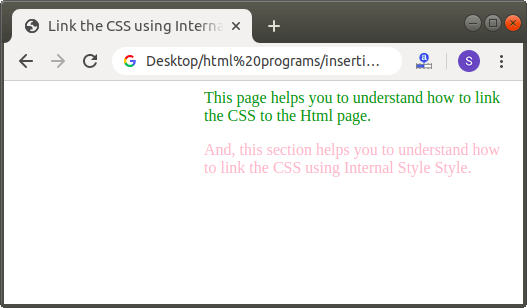 Link the CSS using Interna
Desktop/html%20programs/inserti...
S
a
This page helps you to understand how to link
the CSS to the Html page.
And, this section helps you to understand how
to link the CSS using Internal Style Style.